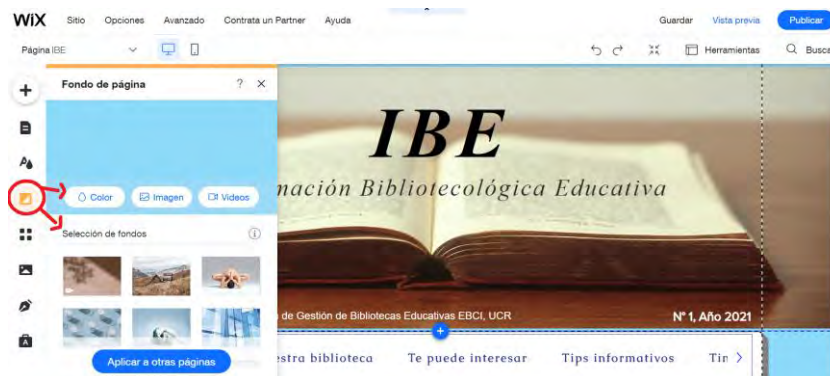 WiX Sitio Opciones Avanzado Contrata un Partner Ayuda Guardar Vista previa Publicar
Página IBE Herramientas Busca
Fondo de página ? ×
IBE
Color Imagen Videos
mación Bibliotecológica Educativa
Selección de fondos
de Gestión de Bibliotecas Educativas EBCI, UCR N° 1, Año 2021
Aplicar a otras páginas
estra biblioteca Te puede interesar Tips informativos Tir